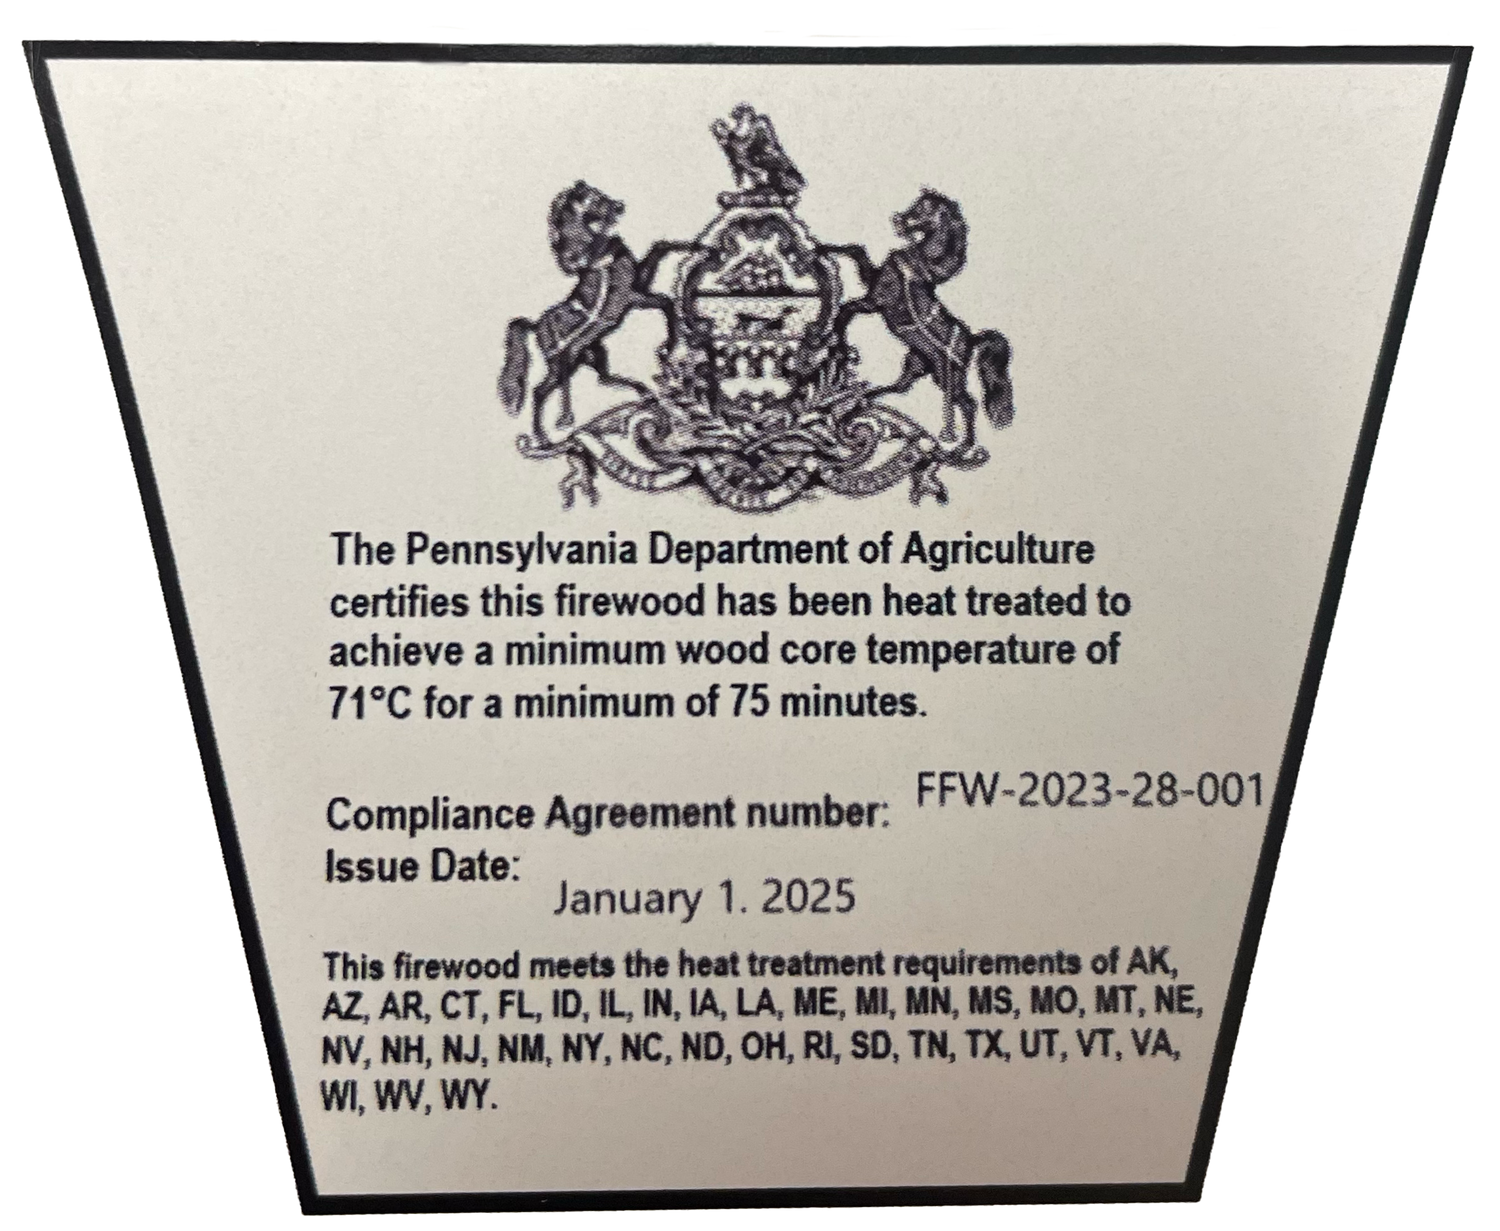 The Pennsylvania Department of Agriculture
certifies this firewood has been heat treated to
achieve a minimum wood core temperature of
71°C for a minimum of 75 minutes.
Compliance Agreement number: FFW-2023-28-001
Issue Date:
January 1. 2025
This firewood meets the heat treatment requirements of AK,
AZ, AR, CT, FL, ID, IL, IN, IA, LA, ME, MI, MN, MS, MO, MT, NE,
NV, NH, NJ, NM, NY, NC, ND, OH, RI, SD, TN, TX, UT, VT, VA,
WI, WV, WY.